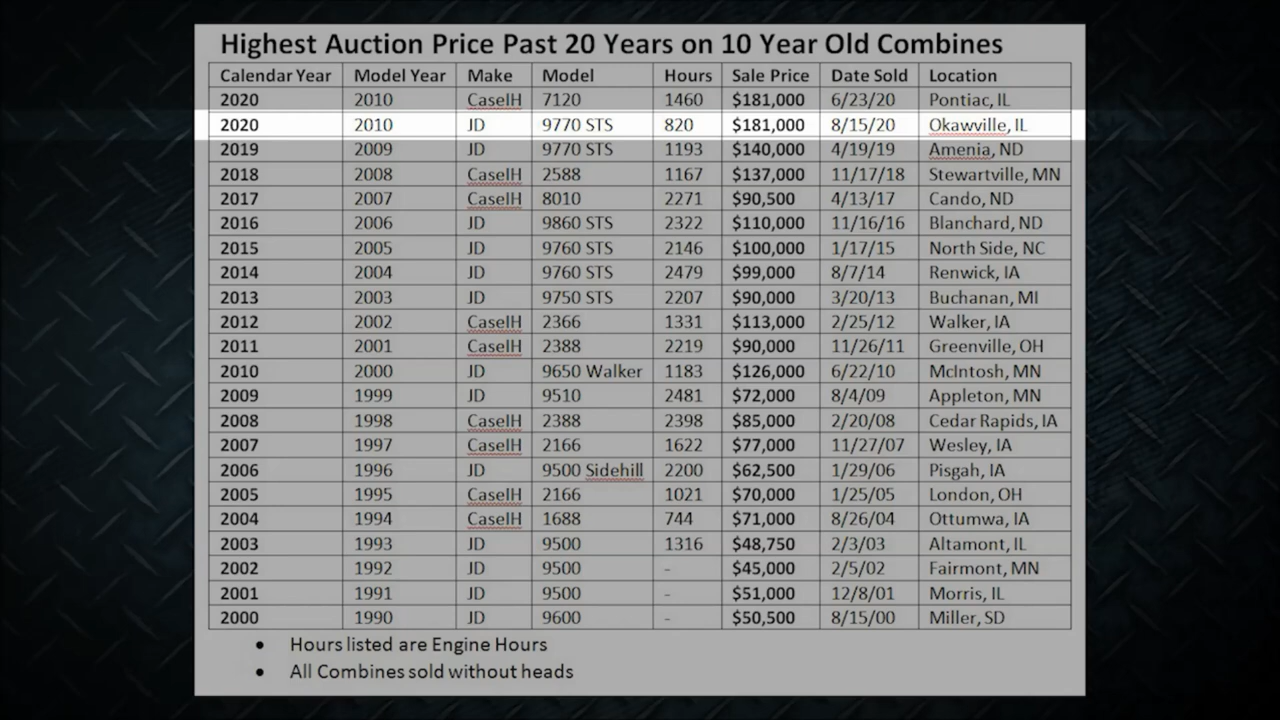 Highest Auction Price Past 20 Years on 10 Year Old Combines
Calendar Year Model Year Make Model Hours Sale Price Date Sold Location
2020 2010 CaseIH 7120 1460 $181,000 6/23/20 Pontiac, IL
2020 2010 JD 9770 STS 820 $181,000 8/15/20 Okawville, IL
2019 2009 JD 9770 STS 1193 $140,000 4/19/19 Amenia, ND
2018 2008 CaseIH 2588 1167 $137,000 11/17/18 Stewartville, MN
2017 2007 CaseIH 8010 2271 $90,500 4/13/17 Cando, ND
2016 2006 JD 9860 STS 2322 $110,000 11/16/16 Blanchard, ND
2015 2005 JD 9760 STS 2146 $100,000 1/17/15 North Side, NC
2014 2004 JD 9760 STS 2479 $99,000 8/7/14 Renwick, IA
2013 2003 JD 9750 STS 2207 $90,000 3/20/13 Buchanan, MI
2012 2002 CaseIH 2366 1331 $113,000 2/25/12 Walker, IA
2011 2001 CaseIH 2388 2219 $90,000 11/26/11 Greenville, OH
2010 2000 JD 9650 Walker 1183 $126,000 6/22/10 McIntosh, MN
2009 1999 JD 9510 2481 $72,000 8/4/09 Appleton, MN
2008 1998 CaseIH 2388 2398 $85,000 2/20/08 Cedar Rapids, IA
2007 1997 CaseIH 2166 1622 $77,000 11/27/07 Wesley, IA
2006 1996 JD 9500 Sidehill 2200 $62,500 1/29/06 Pisgah, IA
2005 1995 CaseIH 2166 1021 $70,000 1/25/05 London, OH
2004 1994 CaseIH 1688 744 $71,000 8/26/04 Ottumwa, IA
2003 1993 JD 9500 1316 $48,750 2/3/03 Altamont, IL
2002 1992 JD 9500 - $45,000 2/5/02 Fairmont, MN
2001 1991 JD 9500 - $51,000 12/8/01 Morris, IL
2000 1990 JD 9600 - $50,500 8/15/00 Miller, SD
• Hours listed are Engine Hours
• All Combines sold without heads